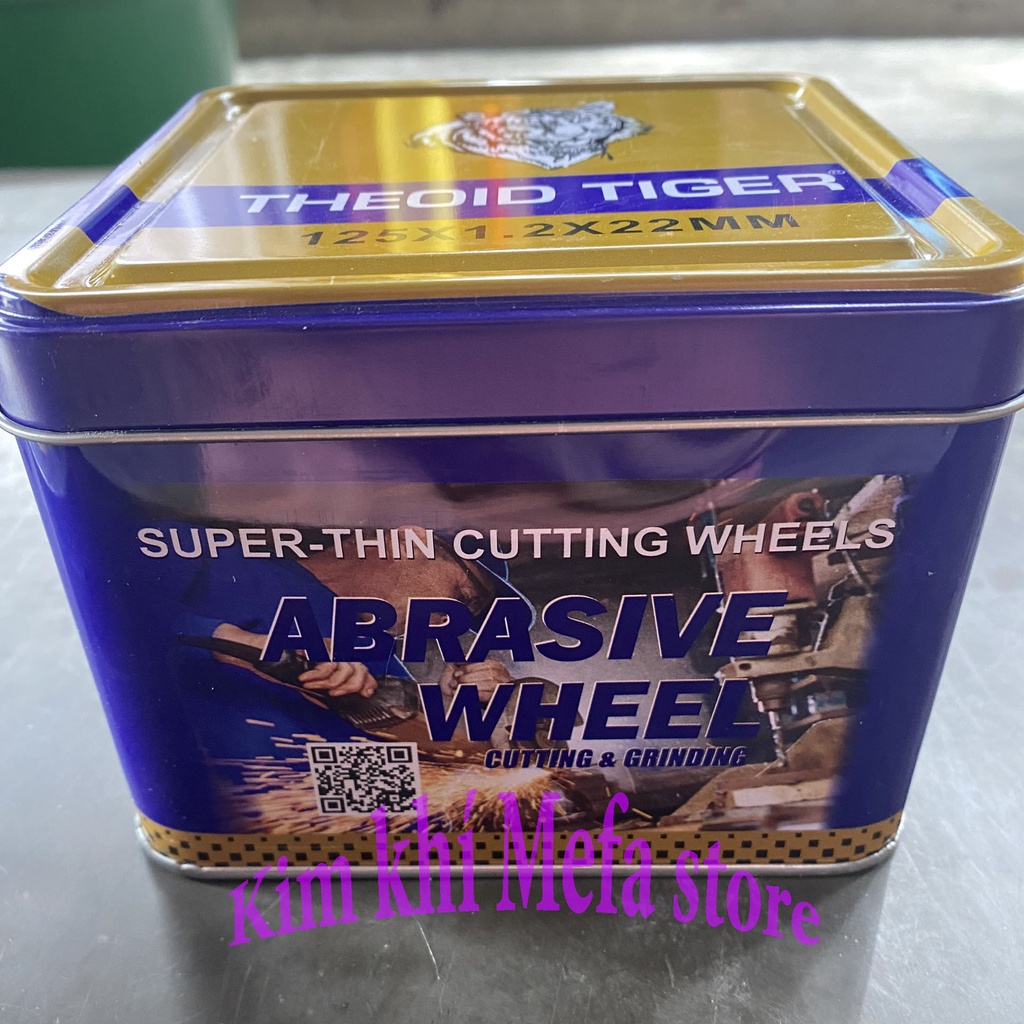 THEOID TIGER®
125X1.2X22MM
SUPER-THIN CUTTING WHEELS
ABRASIVE
WHEEL
CUTTING & GRINDING
Kim khí Mefa store